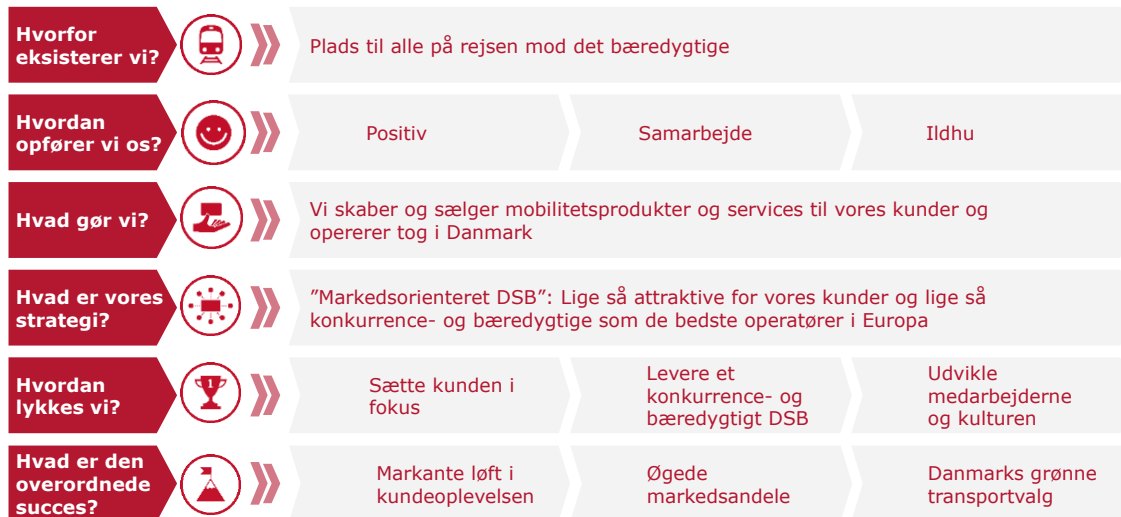 Hvorfor
eksisterer vi?
Plads til alle på rejsen mod det bæredygtige
Hvordan
opfører vi os?
Positiv
Samarbejde
Ildhu
Hvad gør vi?
Vi skaber og sælger mobilitetsprodukter og services til vores kunder og
opererer tog i Danmark
Hvad er vores
strategi?
”Markedsorienteret DSB”: Lige så attraktive for vores kunder og lige så
konkurrence- og bæredygtige som de bedste operatører i Europa
Hvordan
lykkes vi?
1
Sætte kunden i
fokus
Levere et
konkurrence- og
bæredygtigt DSB
Udvikle
medarbejderne
og kulturen
Hvad er den
overordnede
succes?
Markante løft i
kundeoplevelsen
Øgede
markedsandele
Danmarks grønne
transportvalg